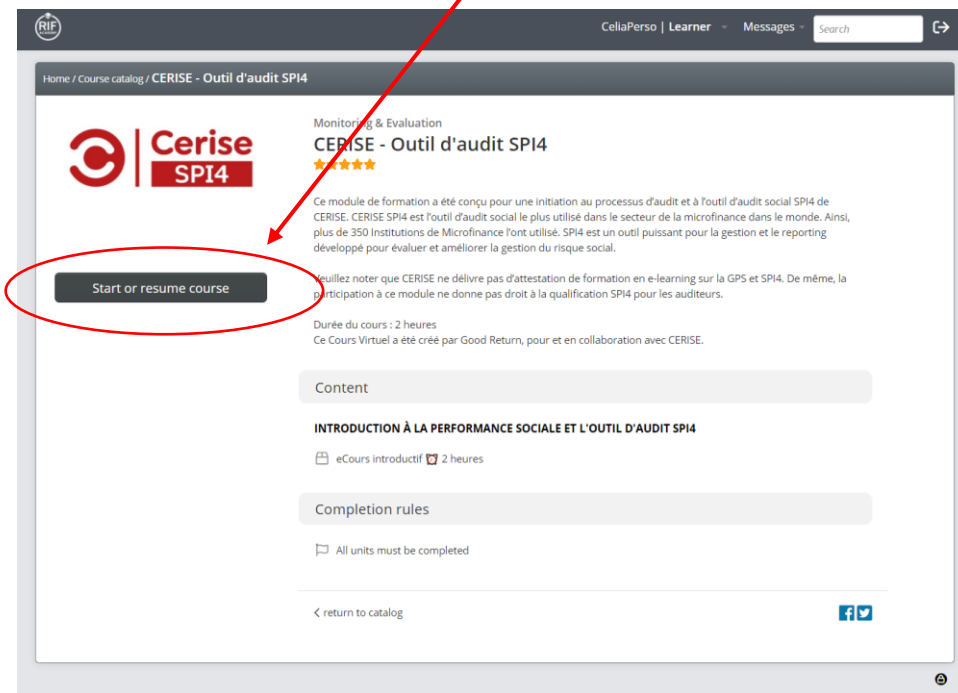 RIF
CeliaPerso | Learner
Messages
Search
Home / Course catalog / CERISE - Outil d'audit SPI4
Cerise
SPI4
Monitoring & Evaluation
CERISE - Outil d'audit SPI4
Ce module de formation a été conçu pour une initiation au processus d'audit et à l'outil d'audit social SPI4 de
CERISE. CERISE SPI4 est l'outil d'audit social le plus utilisé dans le secteur de la microfinance dans le monde. Ainsi,
plus de 350 Institutions de Microfinance l'ont utilisé. SPI4 est un outil puissant pour la gestion et le reporting
développé pour évaluer et améliorer la gestion du risque social.
Start or resume course
Veuillez noter que CERISE ne délivre pas d'attestation de formation en e-learning sur la GPS et SPI4. De même, la
participation à ce module ne donne pas droit à la qualification SPI4 pour les auditeurs.
Durée du cours : 2 heures
Ce Cours Virtuel a été créé par Good Return, pour et en collaboration avec CERISE.
Content
INTRODUCTION À LA PERFORMANCE SOCIALE ET L'OUTIL D'AUDIT SPI4
eCours introductif ⏰ 2 heures
Completion rules
All units must be completed
return to catalog